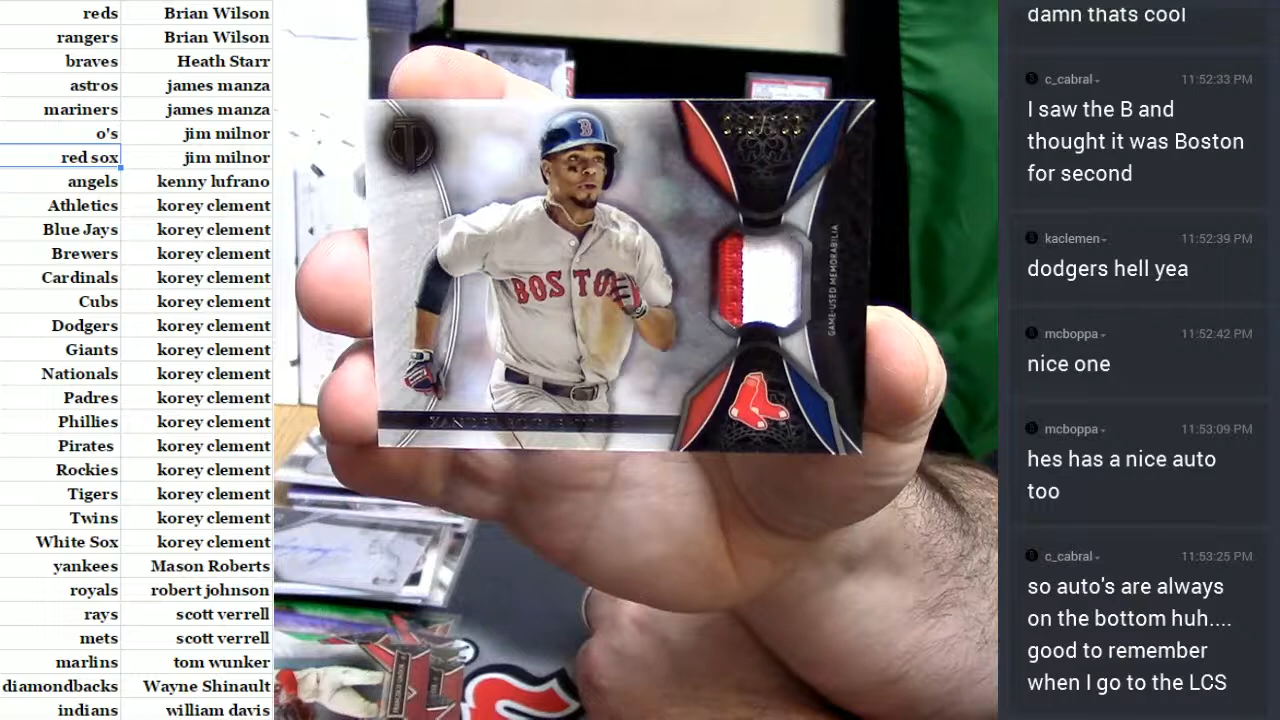 reds Brian Wilson
rangers Brian Wilson
braves Heath Starr
astros james manza
mariners james manza
o's jim milnor
red sox jim milnor
angels kenny lufrano
Athletics korey clement
Blue Jays korey clement
Brewers korey clement
Cardinals korey clement
Cubs korey clement
Dodgers korey clement
Giants korey clement
Nationals korey clement
Padres korey clement
Phillies korey clement
Pirates korey clement
Rockies korey clement
Tigers korey clement
Twins korey clement
White Sox korey clement
yankees Mason Roberts
royals robert johnson
rays scott verrell
mets scott verrell
marlins tom wunker
diamondbacks Wayne Shinault
indians william davis
T
B
BOSTO
GAME-USED MEMORABILIA
XANDER
damn thats cool
c_cabral 11:52:33 PM
I saw the B and
thought it was Boston
for second
kaclemen 11:52:39 PM
dodgers hell yea
mcboppa 11:52:42 PM
nice one
mcboppa 11:53:09 PM
hes has a nice auto
too
c_cabral 11:53:25 PM
so auto's are always
on the bottom huh....
good to remember
when I go to the LCS